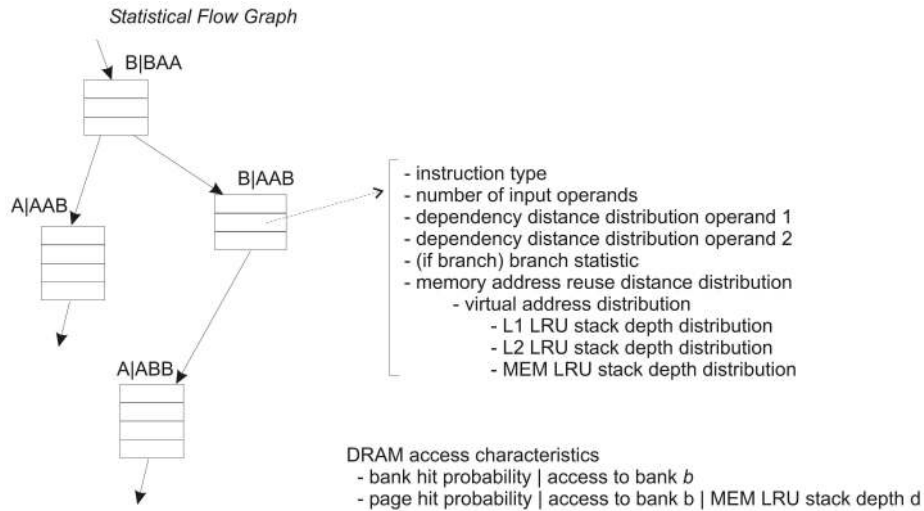 Statistical Flow Graph
B|BAA
B|AAB
A|AAB
A|ABB
- instruction type
- number of input operands
- dependency distance distribution operand 1
- dependency distance distribution operand 2
- (if branch) branch statistic
- memory address reuse distance distribution
- virtual address distribution
- L1 LRU stack depth distribution
- L2 LRU stack depth distribution
- MEM LRU stack depth distribution
DRAM access characteristics
- bank hit probability | access to bank b
- page hit probability | access to bank b | MEM LRU stack depth d